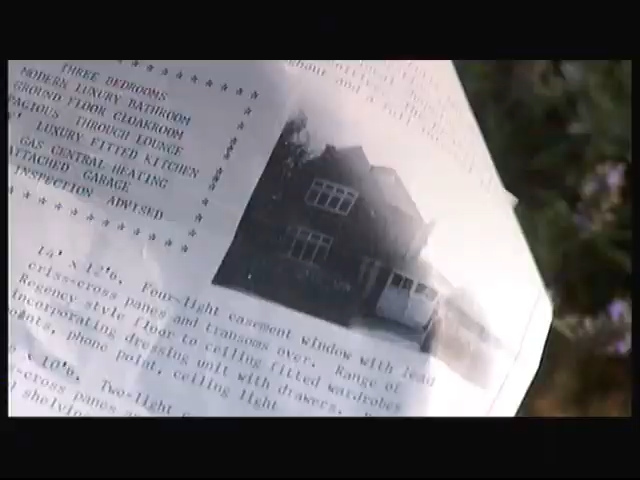 THREE BEDROOMS
MODERN LUXURY BATHROOM
GROUND FLOOR CLOAKROOM
SPACIOUS THROUGH LOUNGE
LUXURY FITTED KITCHEN
GAS CENTRAL HEATING
ATTACHED GARAGE
INSPECTION ADVISED
14' x 12'6. Four-light casement window with lead
criss-cross panes and transoms over. Range of
Regency style floor to ceiling fitted wardrobes
incorporating dressing unit with drawers.
points, phone point, ceiling light
x 10'6. Two-light
-cross panes
shelving